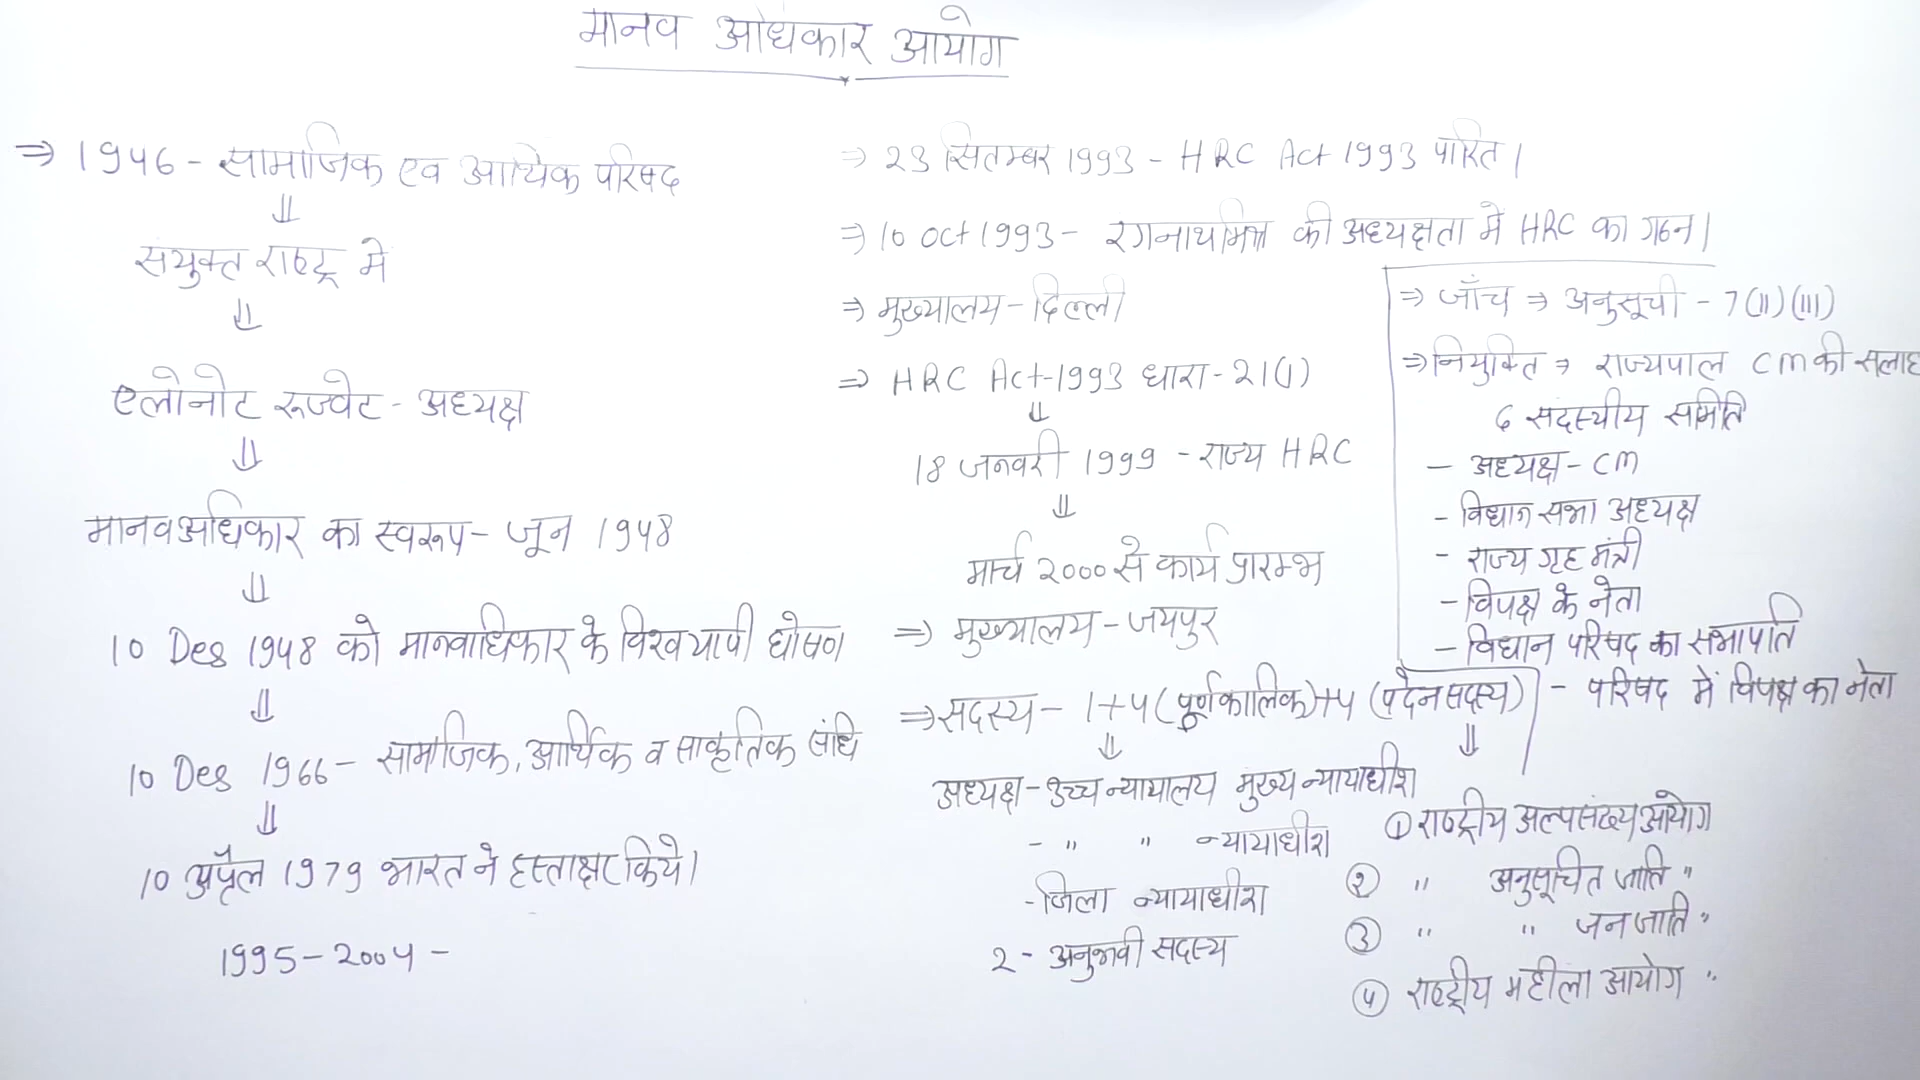 मानव अधिकार आयोग
⇒ 1946 - सामाजिक एव आर्थिक परिषद
⇓
संयुक्त राष्ट्र मे
⇓
एलोनोट रूज्वेट - अध्यक्ष
⇓
मानवअधिकार का स्वरूप - जून 1948
⇓
10 Des 1948 को मानवाधिकार के विश्वयापी घोषणा
⇓
10 Des 1966 - सामाजिक, आर्थिक व साकृतिक संधि
⇓
10 अप्रैल 1979 भारत ने हस्ताक्षर किये।
1995 - 2004 -
⇒ 23 सितम्बर 1993 - HRC Act 1993 पारित।
⇒ 10 Oct 1993 - रगनाथमिश्र की अध्यक्षता मे HRC का गठन।
⇒ मुख्यालय - दिल्ली
⇒ HRC Act-1993 धारा - 21(1)
⇓
18 जनवरी 1999 - राज्य HRC
⇓
मार्च 2000 से कार्य प्रारम्भ
⇒ मुख्यालय - जयपुर
⇒ सदस्य - 1+4 (पूर्णकालिक)+4 (पदेन सदस्य)
⇓ ⇓
अध्यक्ष - उच्च न्यायालय मुख्य न्यायाधीश
- " " न्यायाधीश
- जिला न्यायाधीश
2 - अनुभवी सदस्य
① राष्ट्रीय अल्पसंख्य आयोग
② " अनुसूचित जाति "
③ " " जन जाति "
④ राष्ट्रीय महीला आयोग "
⇒ जाँच ⇒ अनुसूची - 7 (II) (III)
⇒ नियुक्ति ⇒ राज्यपाल CM की सलाह
6 सदस्यीय समिति
- अध्यक्ष - CM
- विधान सभा अध्यक्ष
- राज्य गृह मंत्री
- विपक्ष के नेता
- विधान परिषद का सभापति
- परिषद में विपक्ष का नेता